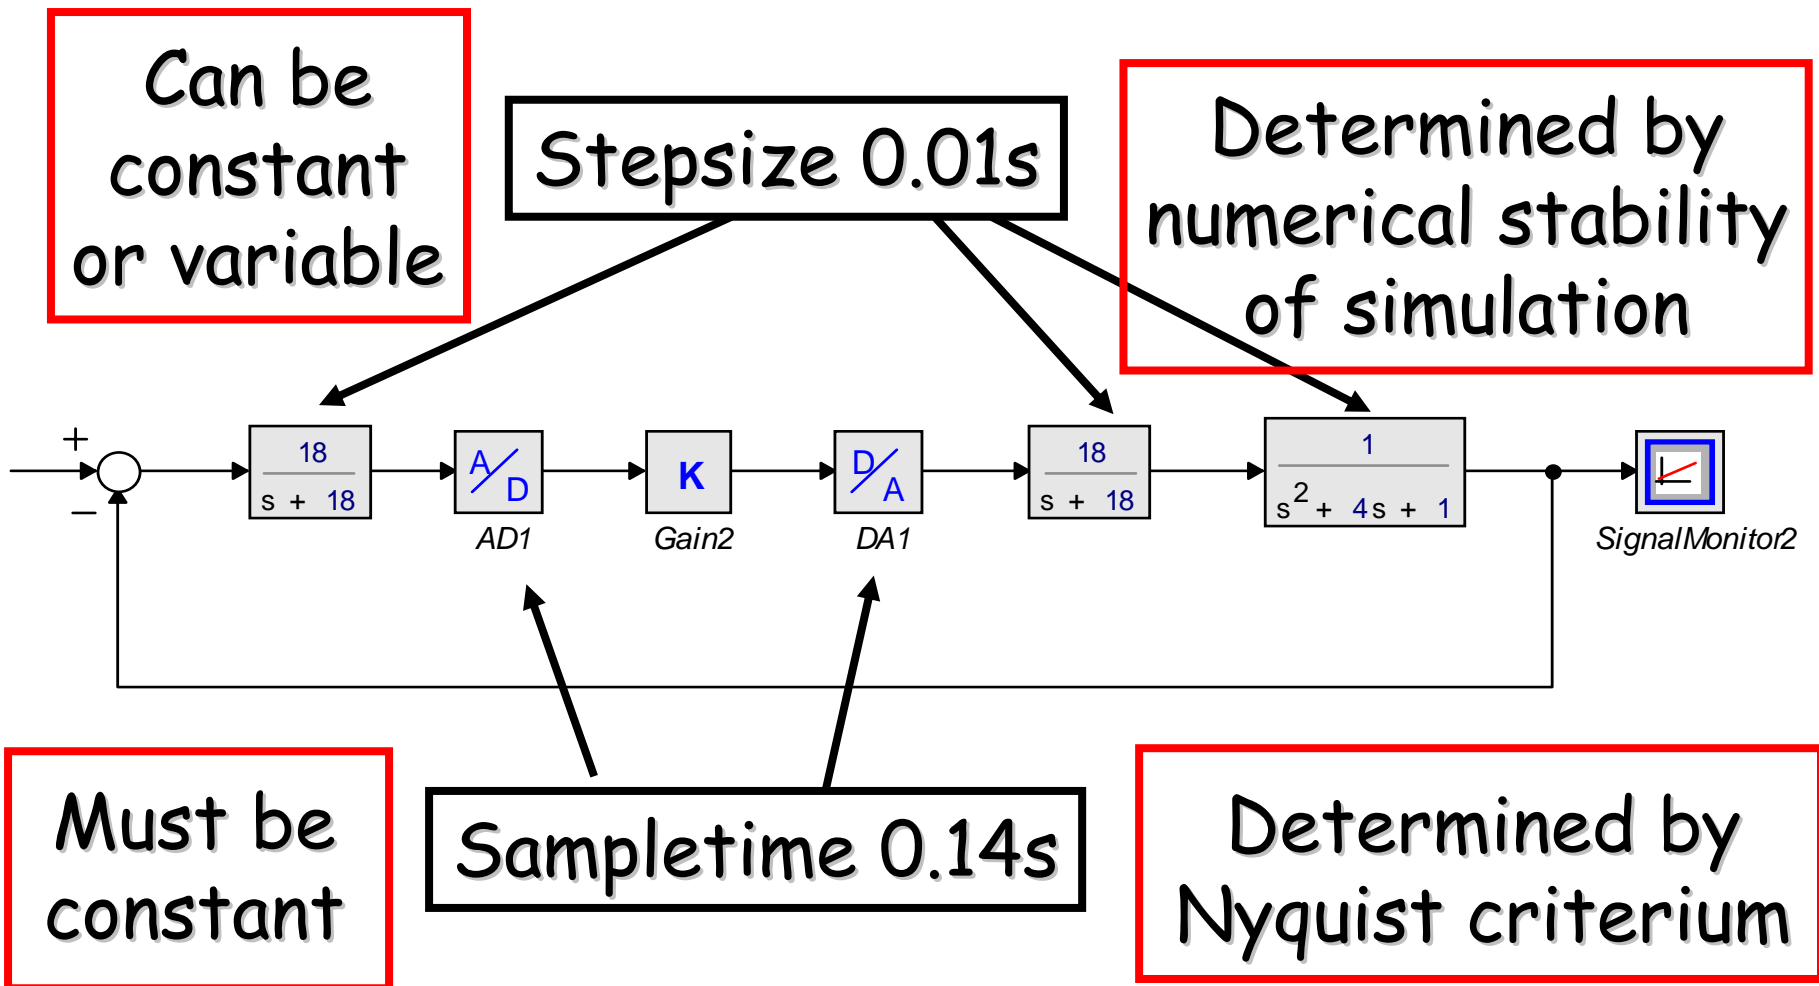 Can be
constant
or variable
Stepsize 0.01s
Determined by
numerical stability
of simulation
+
−
18
s + 18
A/D
AD1
K
Gain2
D/A
DA1
18
s + 18
1
s² + 4s + 1
SignalMonitor2
Must be
constant
Sampletime 0.14s
Determined by
Nyquist criterium